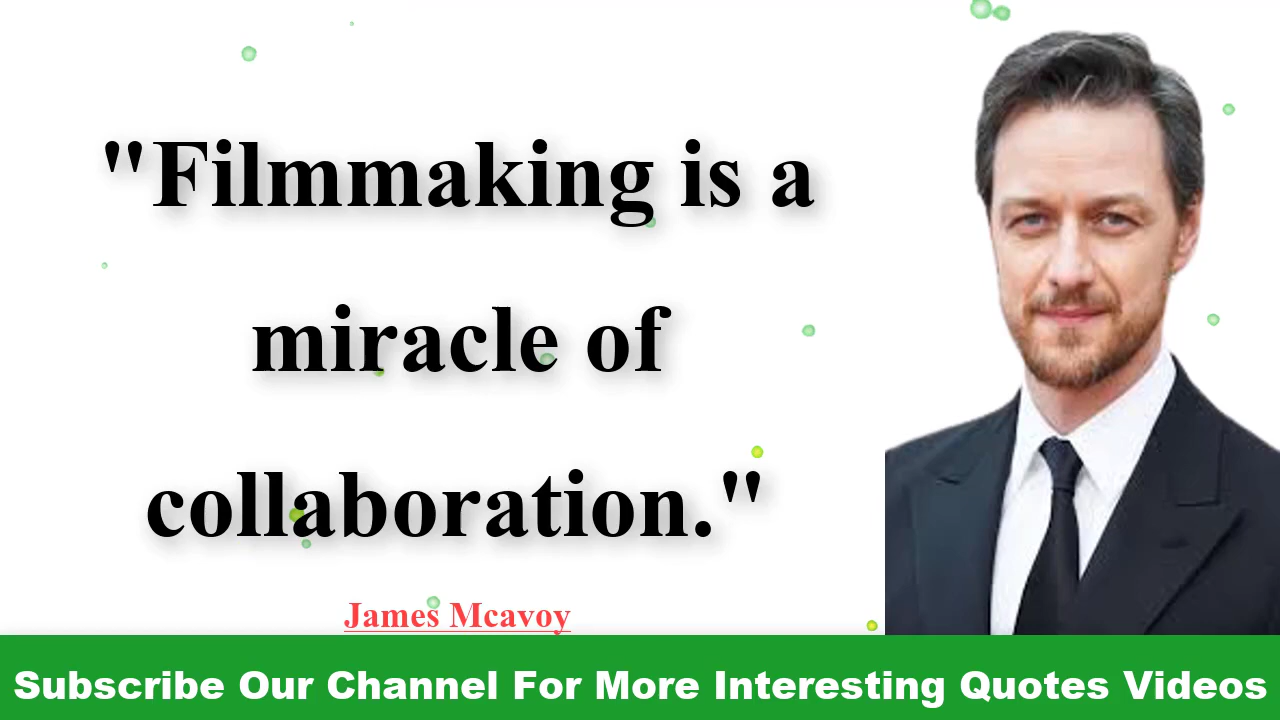 "Filmmaking is a
miracle of
collaboration."
James Mcavoy
Subscribe Our Channel For More Interesting Quotes Videos